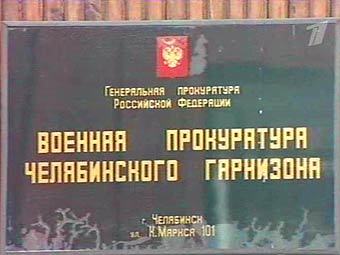 Генеральная прокуратура
Российской Федерации
ВОЕННАЯ ПРОКУРАТУРА
ЧЕЛЯБИНСКОГО ГАРНИЗОНА
г. Челябинск
ул. К.Маркса 101